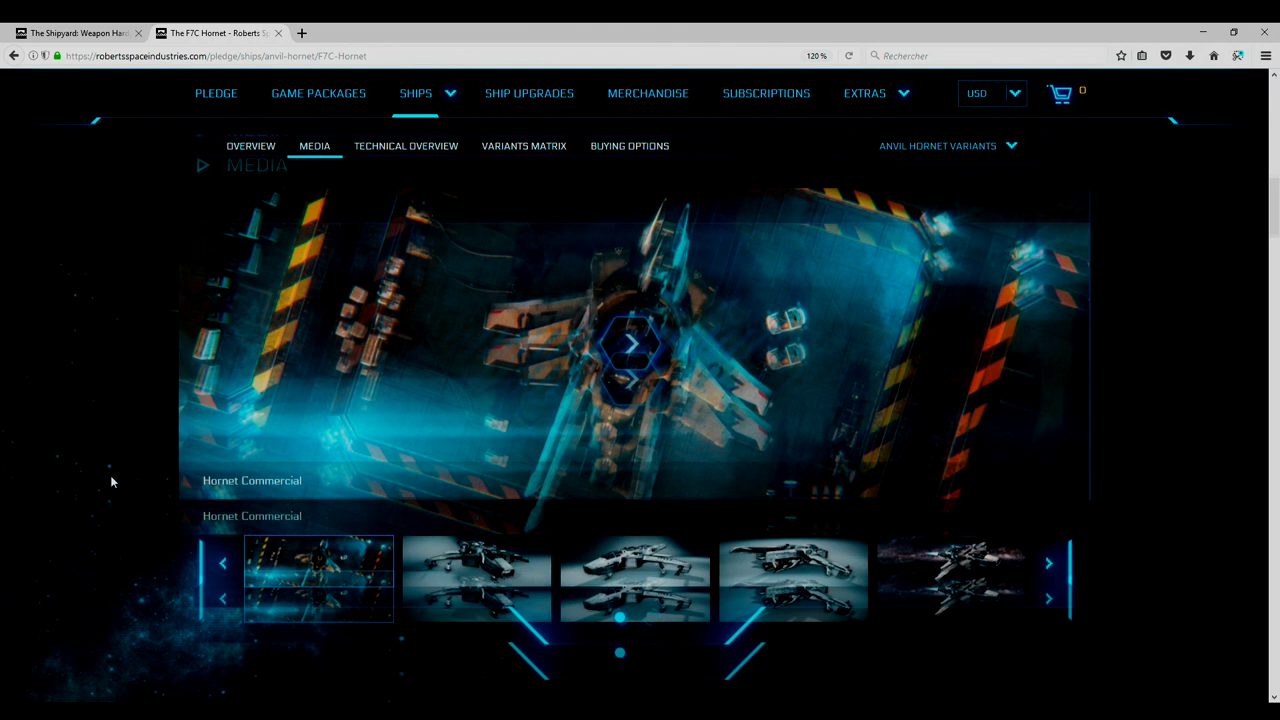 The Shipyard: Weapon Hard
The F7C Hornet - Roberts Sp
https://robertsspaceindustries.com/pledge/ships/anvil-hornet/F7C-Hornet
120 %
Rechercher
PLEDGE GAME PACKAGES SHIPS SHIP UPGRADES MERCHANDISE SUBSCRIPTIONS EXTRAS USD 0
OVERVIEW MEDIA TECHNICAL OVERVIEW VARIANTS MATRIX BUYING OPTIONS ANVIL HORNET VARIANTS
MEDIA
Hornet Commercial
Hornet Commercial